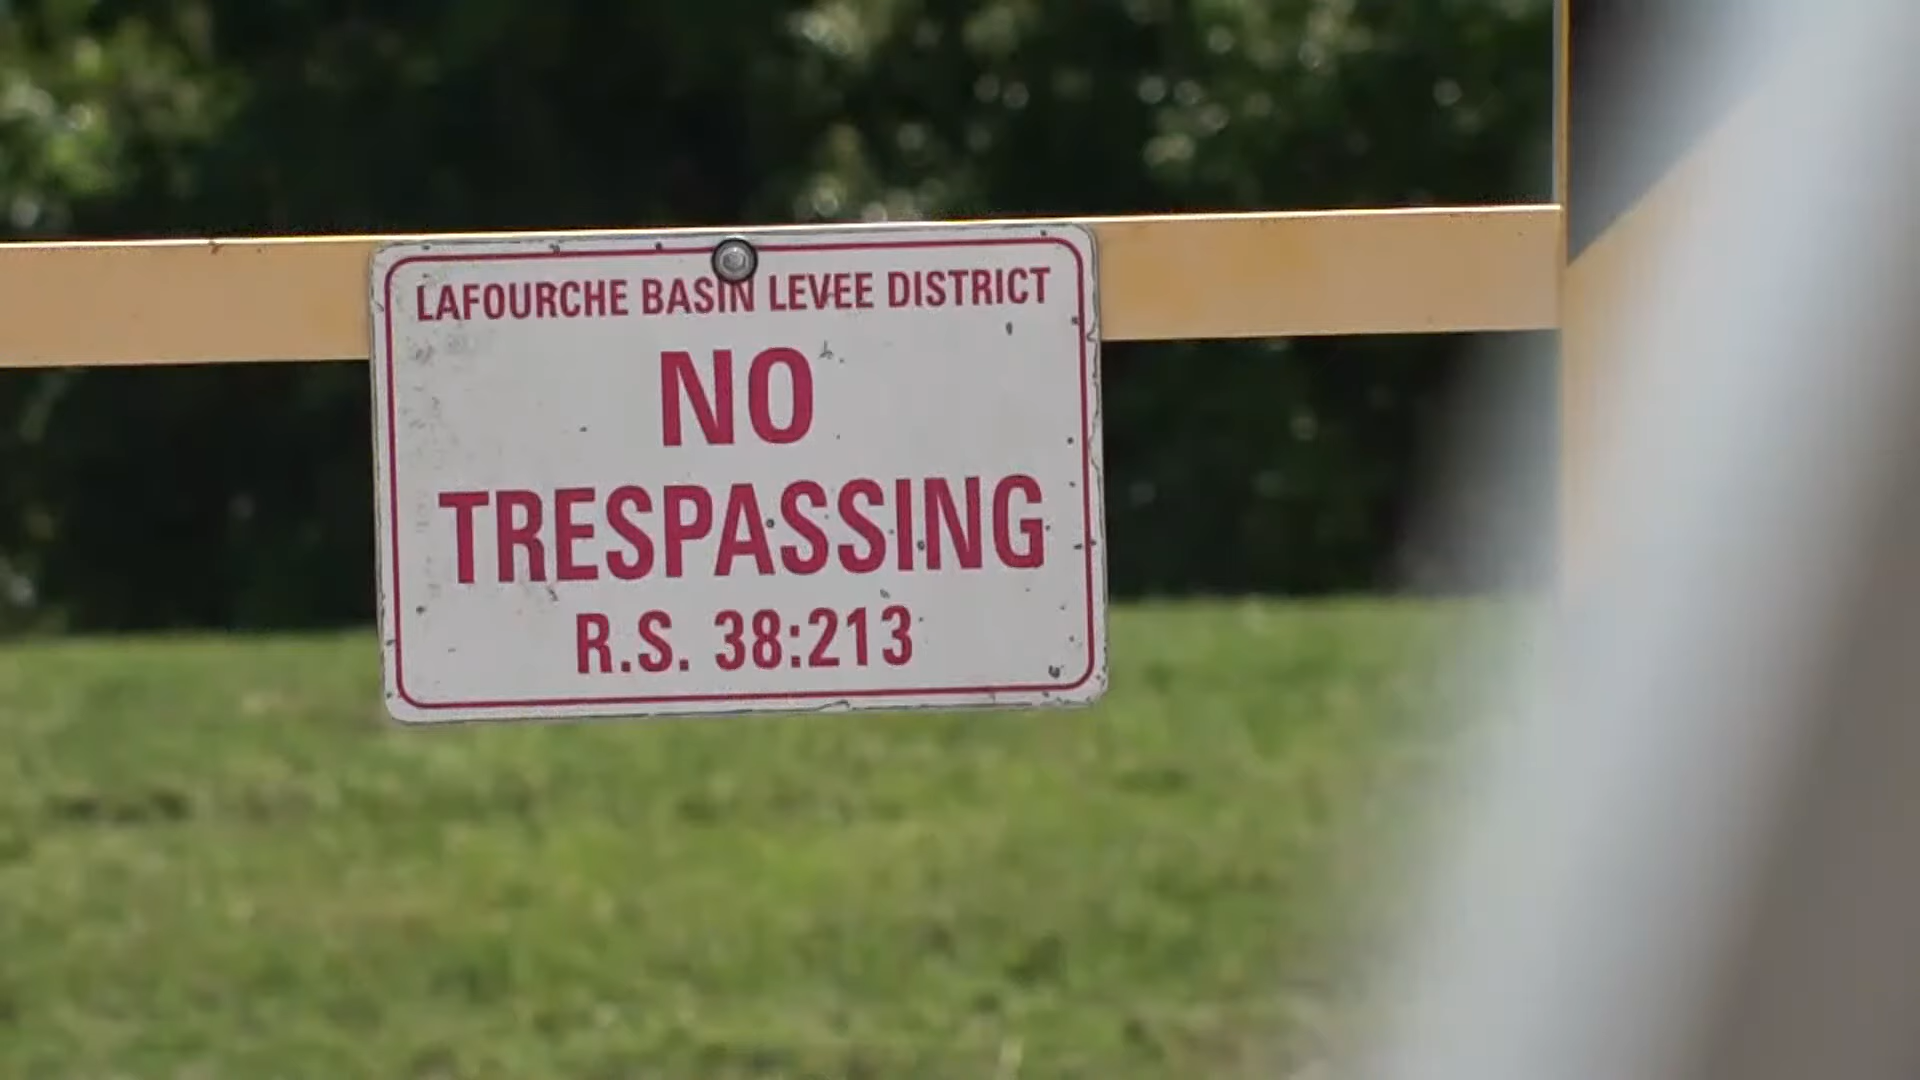 LAFOURCHE BASIN LEVEE DISTRICT
NO
TRESPASSING
R.S. 38:213